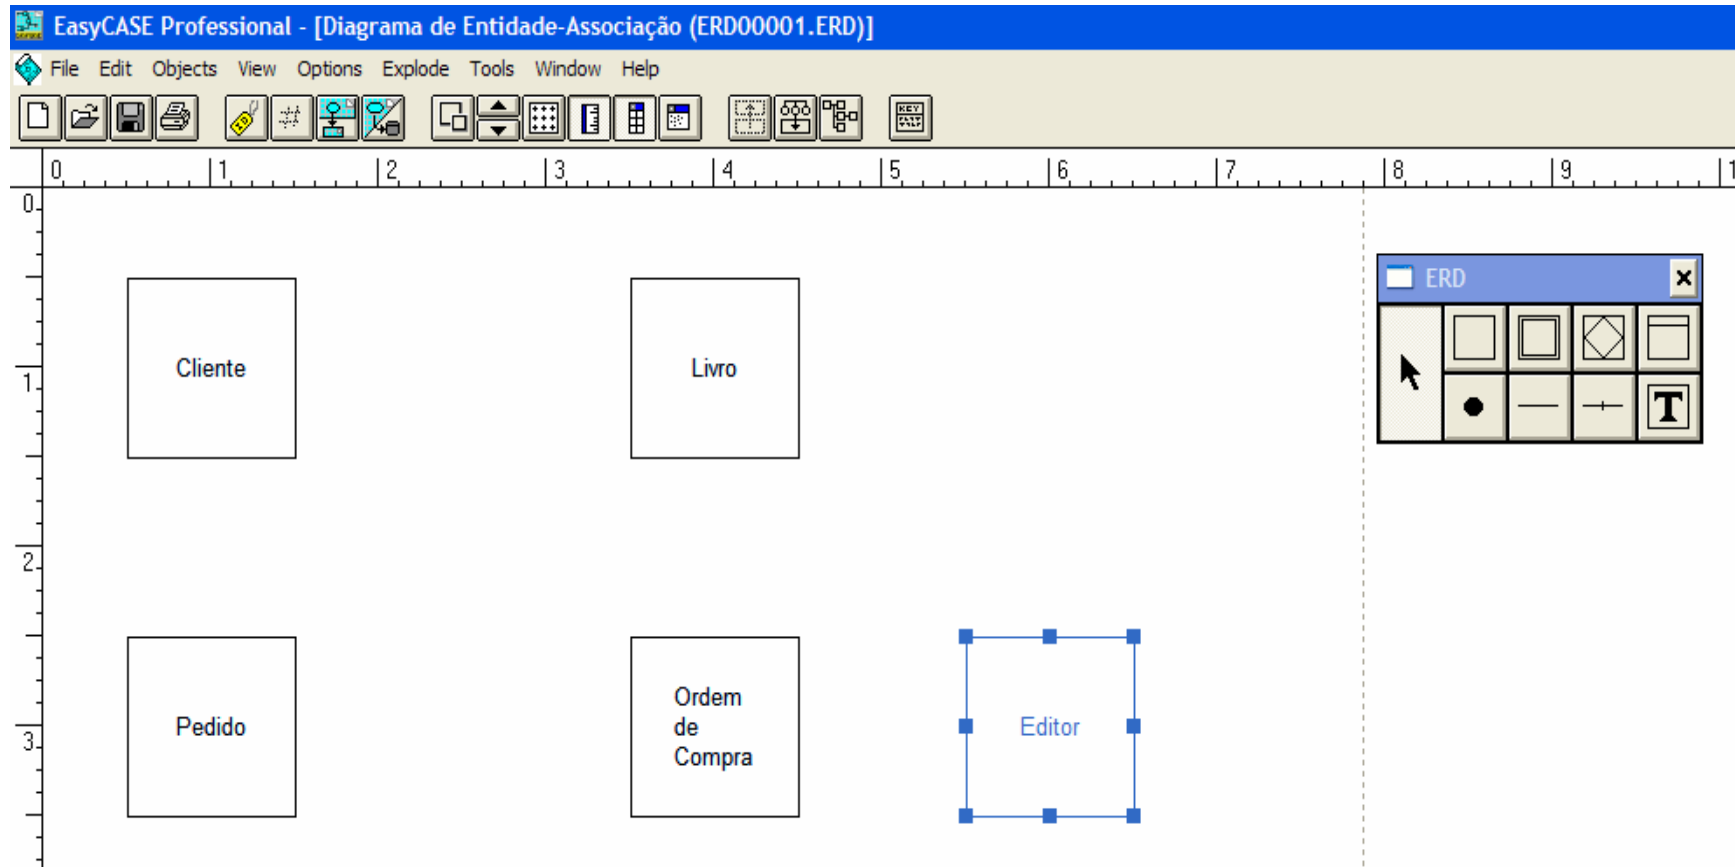 EasyCASE Professional - [Diagrama de Entidade-Associação (ERD00001.ERD)]
File Edit Objects View Options Explode Tools Window Help
KEY
0 1 2 3 4 5 6 7 8 9 1
0
ERD
Cliente
Livro
1
T
2
Pedido
Ordem
de
Compra
Editor
3